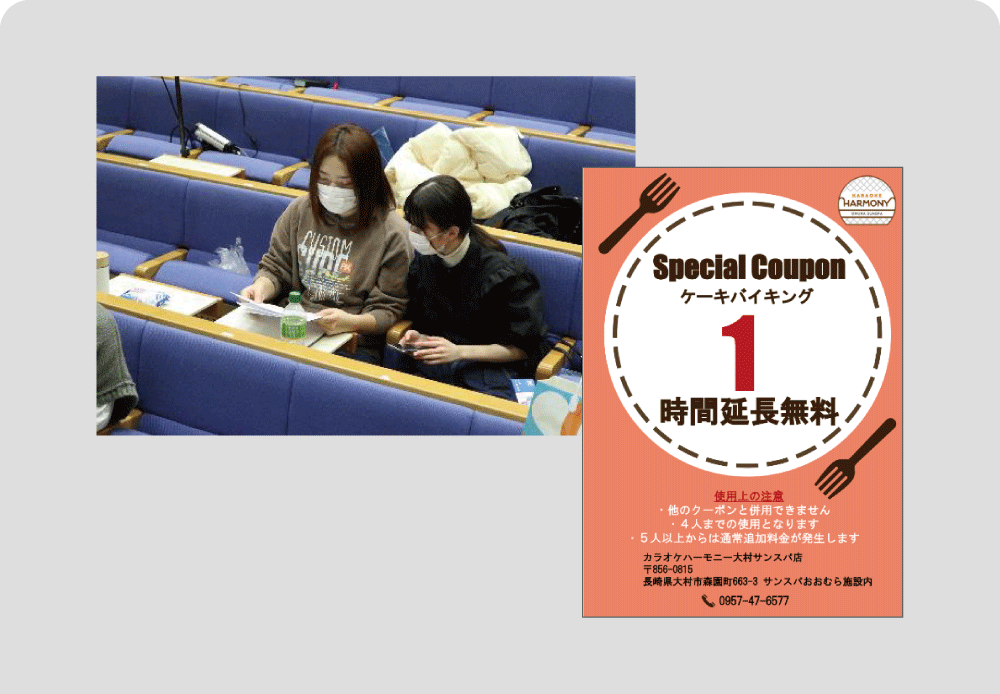 CUSTOM
KARAOKE
HARMONY
OMURA SUNSPA
Special Coupon
ケーキバイキング
1
時間延長無料
使用上の注意
・他のクーポンと併用できません
・４人までの使用となります
・５人以上からは通常追加料金が発生します
カラオケハーモニー大村サンスパ店
〒856-0815
長崎県大村市森園町663-3 サンスパおおむら施設内
0957-47-6577